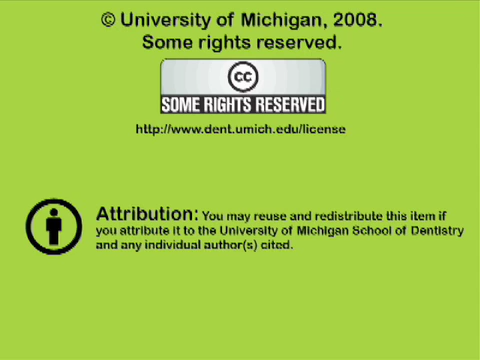 © University of Michigan, 2008.
Some rights reserved.
cc
SOME RIGHTS RESERVED
http://www.dent.umich.edu/license
Attribution: You may reuse and redistribute this item if
you attribute it to the University of Michigan School of Dentistry
and any individual author(s) cited.